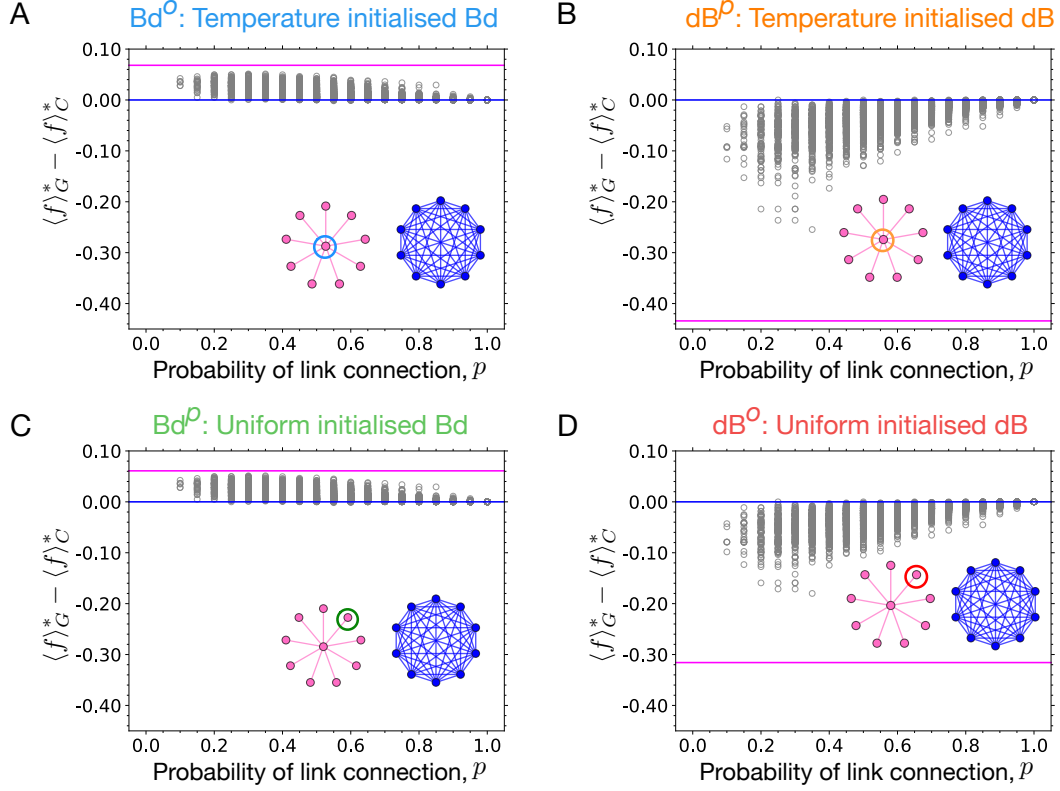 A
Bd^o: Temperature initialised Bd
0.10
0.00
-0.10
-0.20
-0.30
-0.40
⟨f⟩*_G − ⟨f⟩*_C
0.0 0.2 0.4 0.6 0.8 1.0
Probability of link connection, p
B
dB^p: Temperature initialised dB
0.10
0.00
-0.10
-0.20
-0.30
-0.40
⟨f⟩*_G − ⟨f⟩*_C
0.0 0.2 0.4 0.6 0.8 1.0
Probability of link connection, p
C
Bd^p: Uniform initialised Bd
0.10
0.00
-0.10
-0.20
-0.30
-0.40
⟨f⟩*_G − ⟨f⟩*_C
0.0 0.2 0.4 0.6 0.8 1.0
Probability of link connection, p
D
dB^o: Uniform initialised dB
0.10
0.00
-0.10
-0.20
-0.30
-0.40
⟨f⟩*_G − ⟨f⟩*_C
0.0 0.2 0.4 0.6 0.8 1.0
Probability of link connection, p